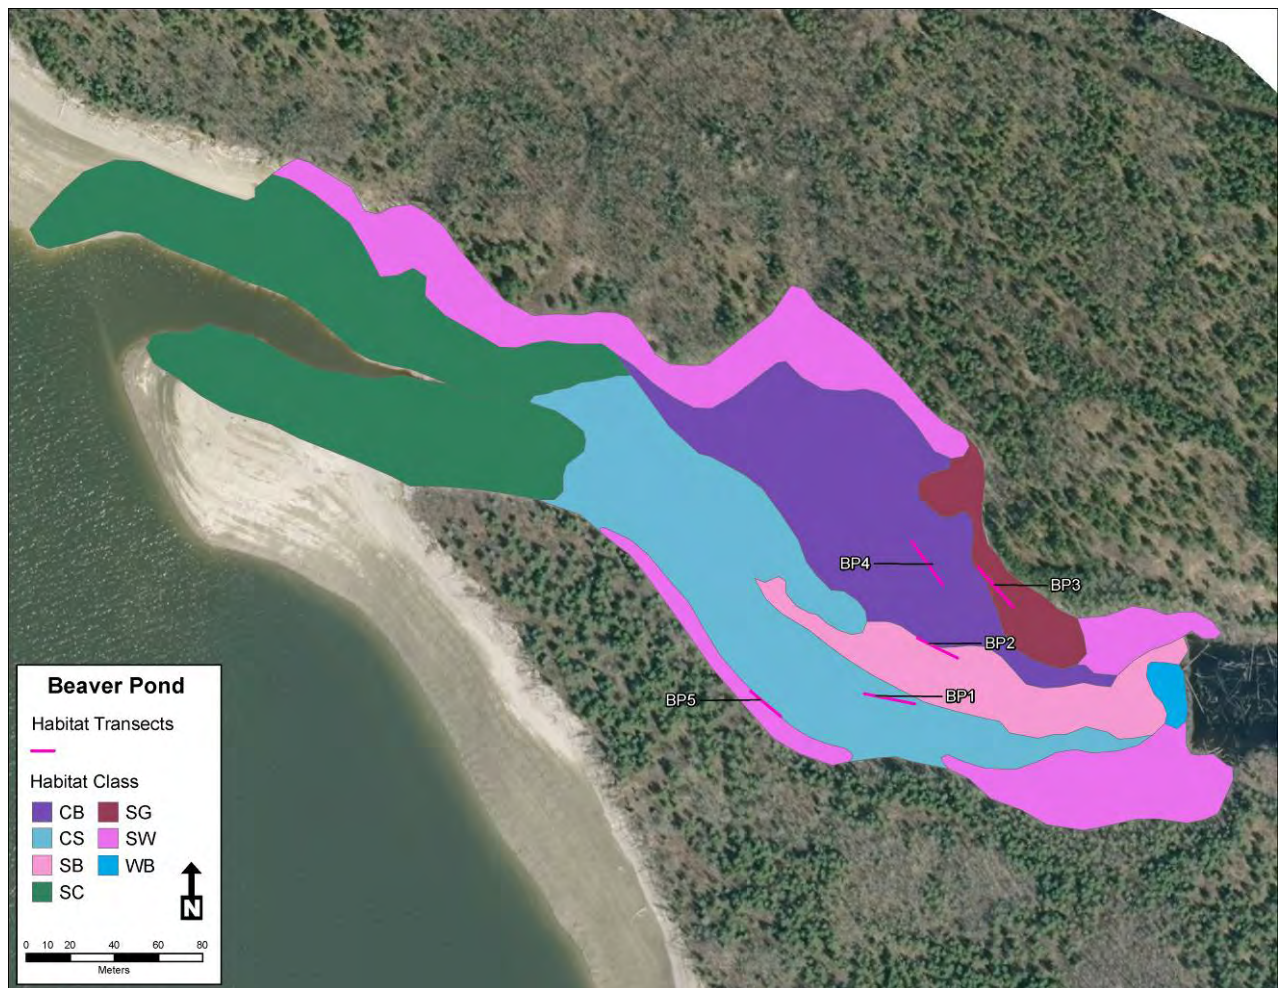 BP4
BP3
BP2
BP5
BP1
Beaver Pond
Habitat Transects
Habitat Class
CB SG
CS SW
SB WB
SC
N
0 10 20 40 60 80
Meters